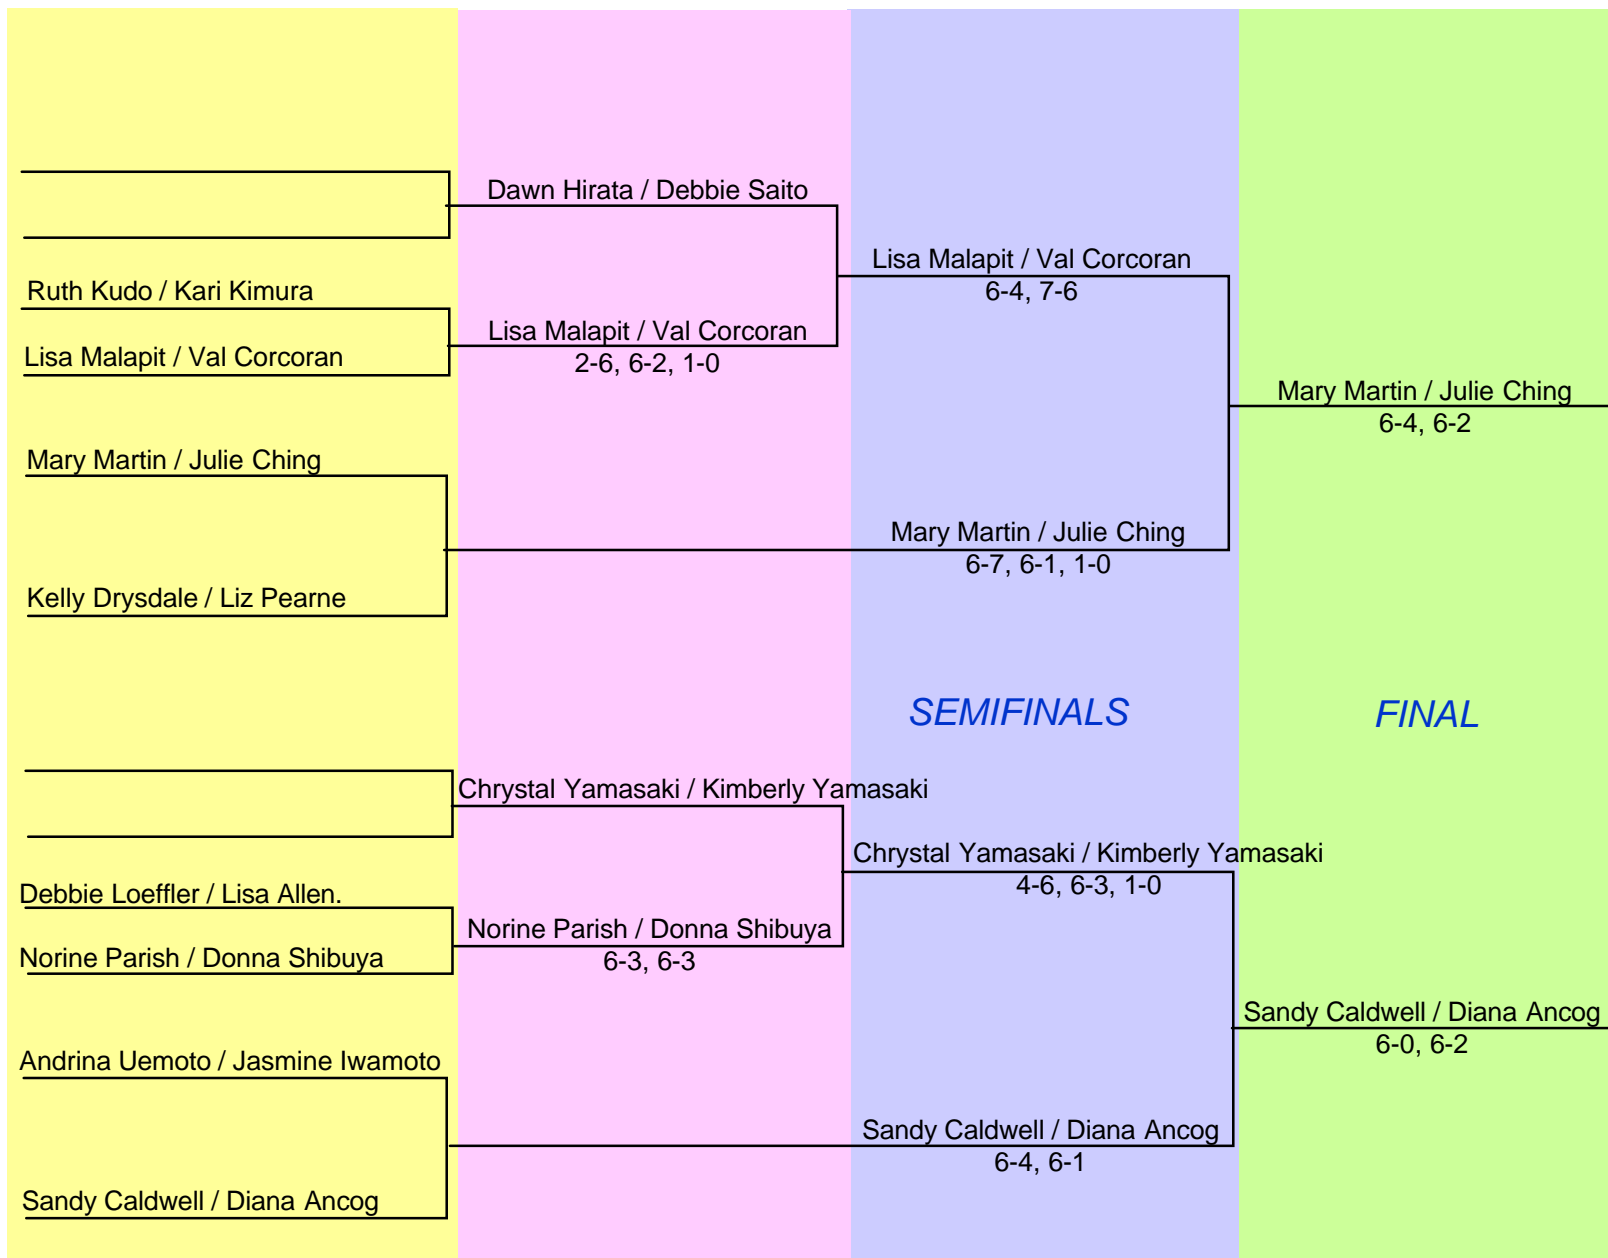 Dawn Hirata / Debbie Saito
Lisa Malapit / Val Corcoran
6-4, 7-6
Ruth Kudo / Kari Kimura
Lisa Malapit / Val Corcoran
2-6, 6-2, 1-0
Lisa Malapit / Val Corcoran
Mary Martin / Julie Ching
6-4, 6-2
Mary Martin / Julie Ching
Mary Martin / Julie Ching
6-7, 6-1, 1-0
Kelly Drysdale / Liz Pearne
SEMIFINALS
FINAL
Chrystal Yamasaki / Kimberly Yamasaki
Chrystal Yamasaki / Kimberly Yamasaki
4-6, 6-3, 1-0
Debbie Loeffler / Lisa Allen.
Norine Parish / Donna Shibuya
6-3, 6-3
Norine Parish / Donna Shibuya
Sandy Caldwell / Diana Ancog
6-0, 6-2
Andrina Uemoto / Jasmine Iwamoto
Sandy Caldwell / Diana Ancog
6-4, 6-1
Sandy Caldwell / Diana Ancog